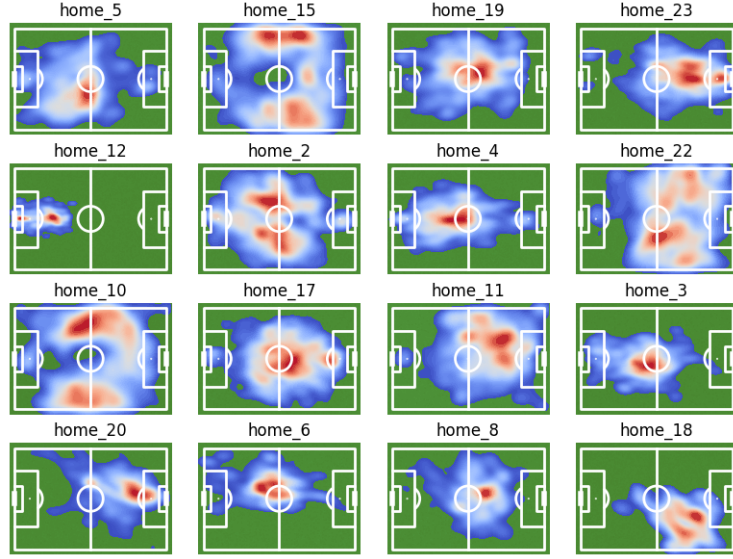 home_5 home_15 home_19 home_23
home_12 home_2 home_4 home_22
home_10 home_17 home_11 home_3
home_20 home_6 home_8 home_18